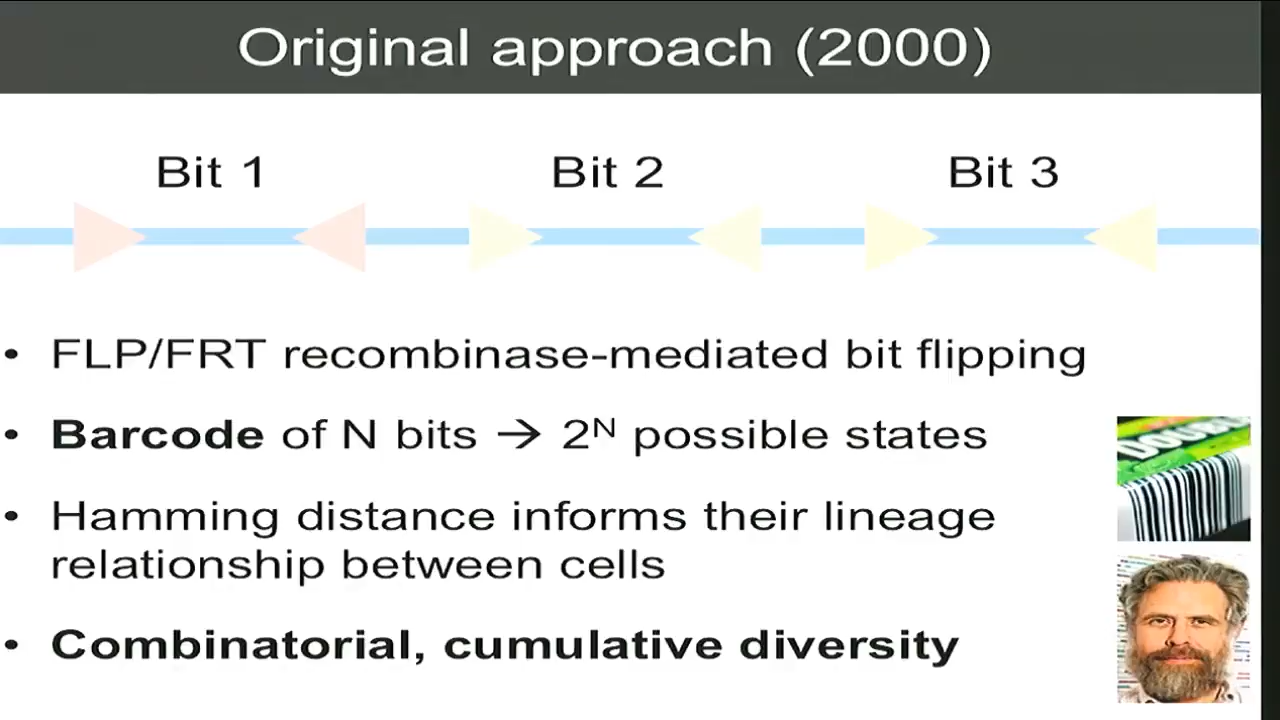 Original approach (2000)
Bit 1 Bit 2 Bit 3
• FLP/FRT recombinase-mediated bit flipping
• Barcode of N bits → 2ᴺ possible states
• Hamming distance informs their lineage
relationship between cells
• Combinatorial, cumulative diversity